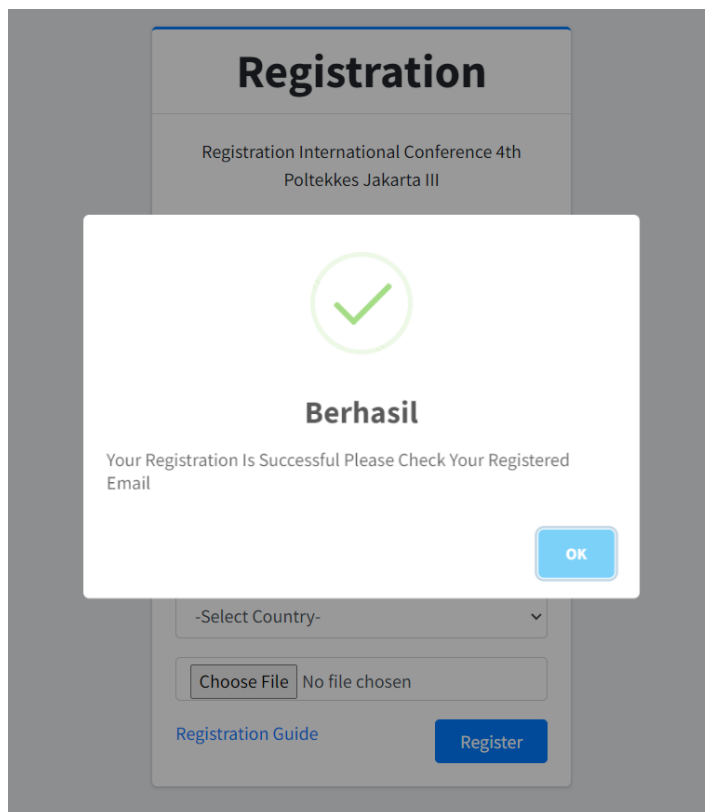 Registration
Registration International Conference 4th
Poltekkes Jakarta III
Berhasil
Your Registration Is Successful Please Check Your Registered
Email
OK
-Select Country-
Choose File No file chosen
Registration Guide
Register